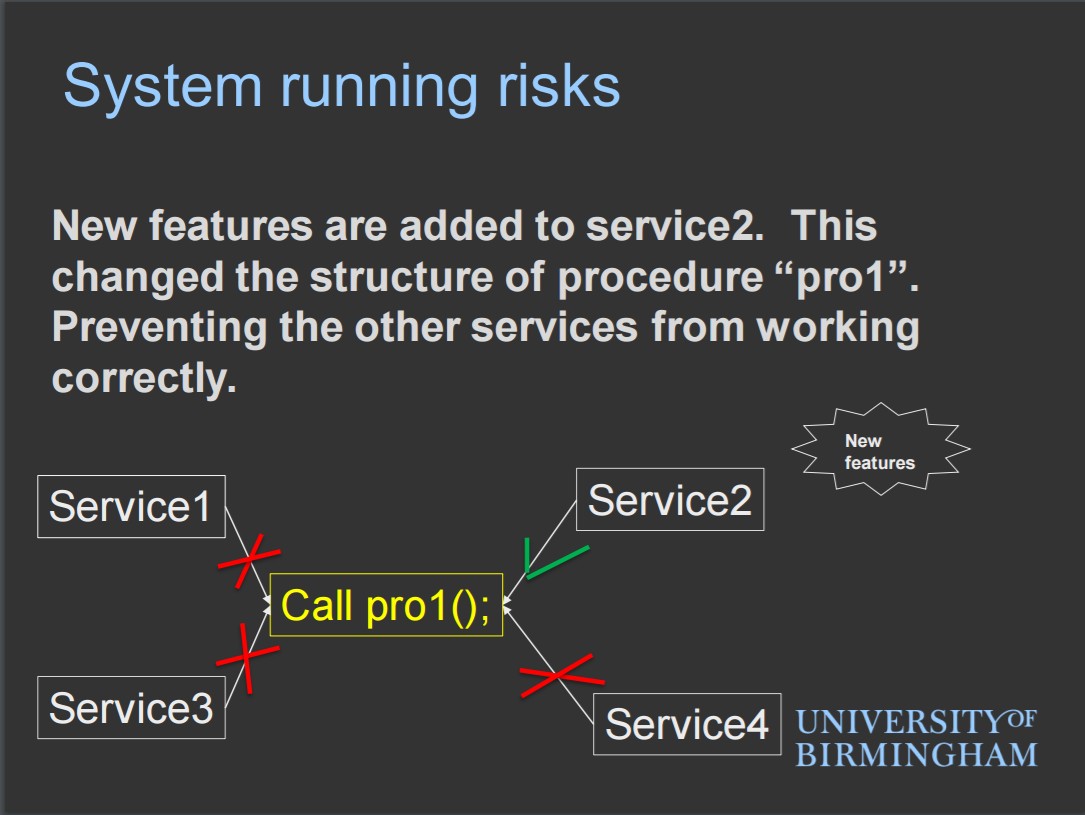 System running risks
New features are added to service2.  This
changed the structure of procedure “pro1”.
Preventing the other services from working
correctly.
New
features
Service1
Service2
Call pro1();
Service3
Service4
UNIVERSITY OF
BIRMINGHAM